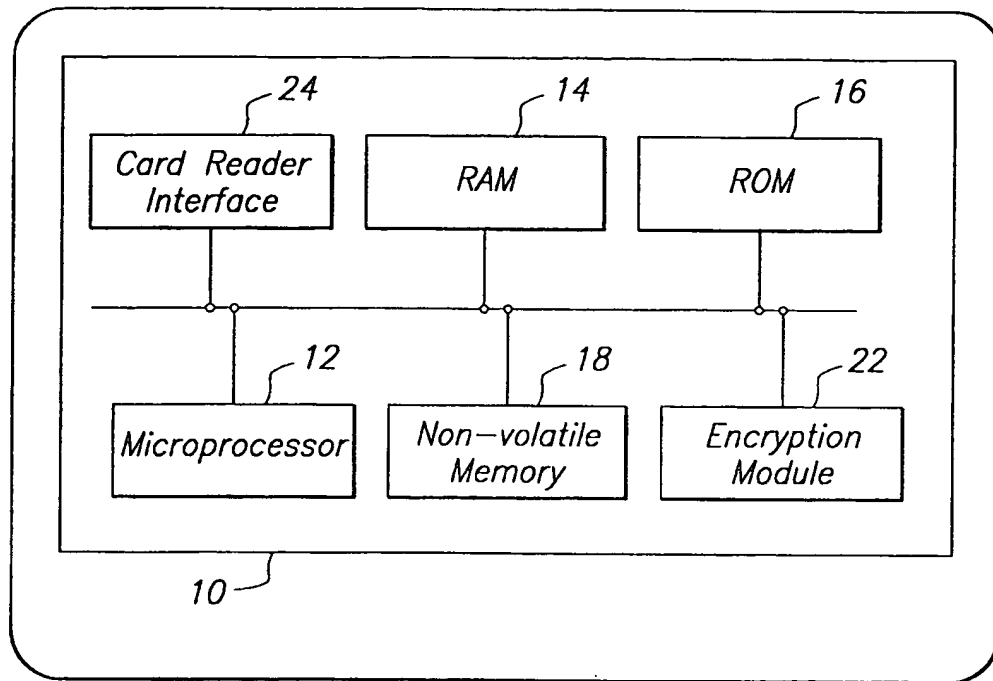 24
14
16
Card Reader
Interface
RAM
ROM
12
18
22
Microprocessor
Non-volatile
Memory
Encryption
Module
10